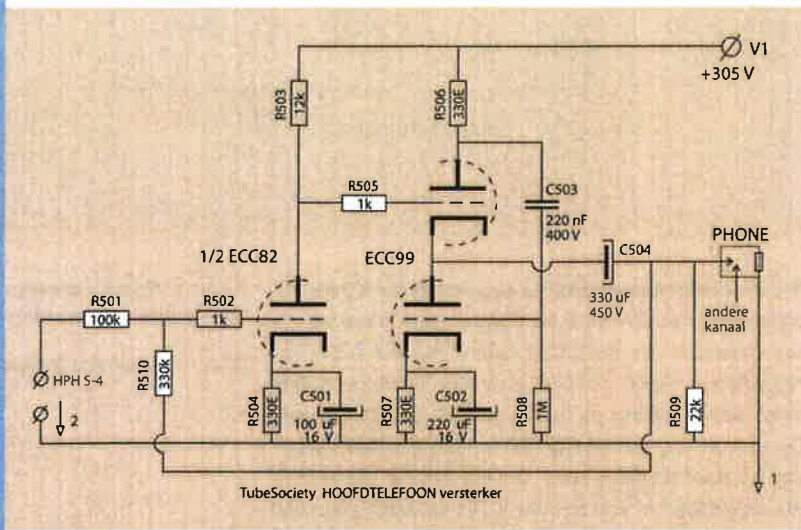 V1
+305 V
R503
12k
R506
330E
R505
1k
C503
220 nF
400 V
1/2 ECC82
ECC99
C504
330 uF
450 V
PHONE
andere
kanaal
R501
100k
R502
1k
HPH S-4
2
R510
330k
R504
330E
C501
100 uF
16 V
R507
330E
C502
220 uF
16 V
R508
1M
R509
22k
1
TubeSociety HOOFDTELEFOON versterker